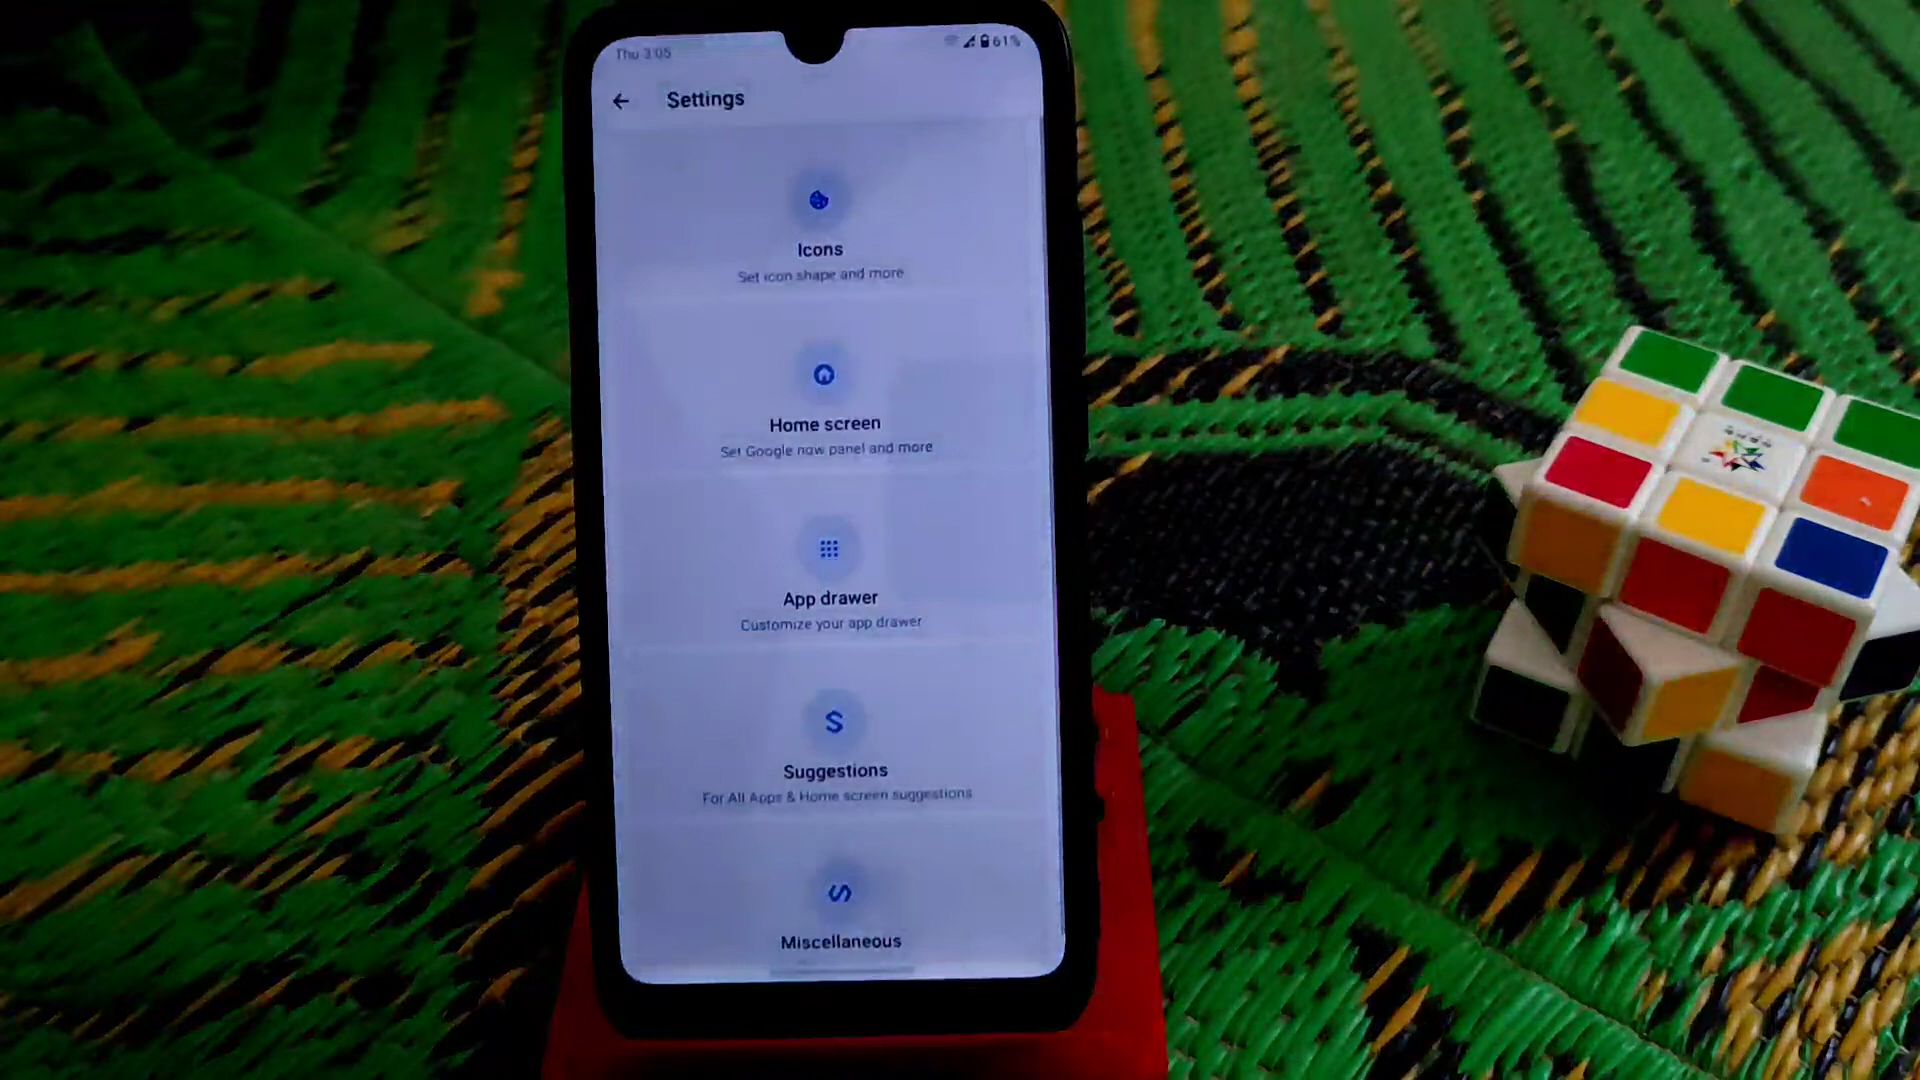 Thu 3:05
61%
Settings
Icons
Set icon shape and more
Home screen
Set Google now panel and more
App drawer
Customize your app drawer
Suggestions
For All Apps & Home screen suggestions
Miscellaneous